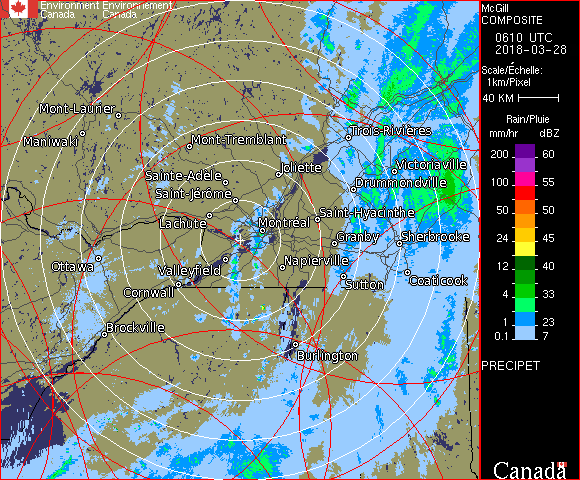 Environment Environnement
Canada Canada
McGill
COMPOSITE
0610 UTC
2018-03-28
Scale/Échelle:
1km/Pixel
40 KM
Rain/Pluie
mm/hr dBZ
200 60
100 55
50 50
24 45
12 40
4 33
1 23
0.1 7
PRECIPET
Canada
Mont-Laurier
Maniwaki
Mont-Tremblant
Trois-Rivières
Joliette
Victoriaville
Sainte-Adèle
Drummondville
Saint-Jérôme
Lachute
Saint-Hyacinthe
Montréal
Granby
Sherbrooke
Ottawa
Valleyfield
Napierville
Coaticook
Cornwall
Sutton
Brockville
Burlington